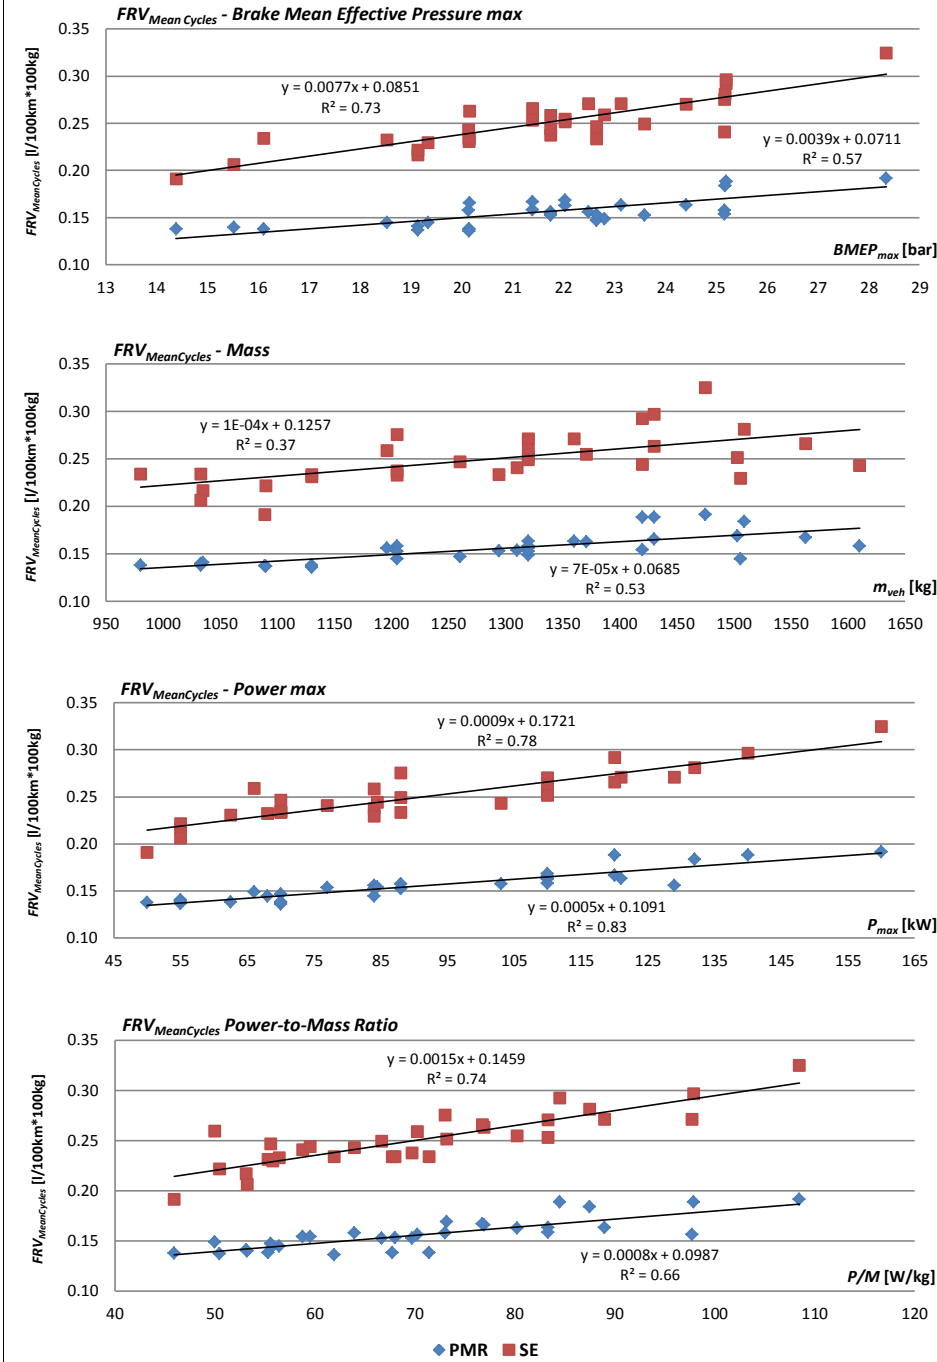 FRVMean Cycles - Brake Mean Effective Pressure max
FRVMeanCycles [l/100km*100kg]
0.35
0.30
0.25
0.20
0.15
0.10
y = 0.0077x + 0.0851
R² = 0.73
y = 0.0039x + 0.0711
R² = 0.57
BMEPmax [bar]
13 14 15 16 17 18 19 20 21 22 23 24 25 26 27 28 29
FRVMeanCycles - Mass
FRVMeanCycles [l/100km*100kg]
0.35
0.30
0.25
0.20
0.15
0.10
y = 1E-04x + 0.1257
R² = 0.37
y = 7E-05x + 0.0685
R² = 0.53
mveh [kg]
950 1000 1050 1100 1150 1200 1250 1300 1350 1400 1450 1500 1550 1600 1650
FRVMeanCycles - Power max
FRVMeanCycles [l/100km*100kg]
0.35
0.30
0.25
0.20
0.15
0.10
y = 0.0009x + 0.1721
R² = 0.78
y = 0.0005x + 0.1091
R² = 0.83
Pmax [kW]
45 55 65 75 85 95 105 115 125 135 145 155 165
FRVMeanCycles Power-to-Mass Ratio
FRVMeanCycles [l/100km*100kg]
0.35
0.30
0.25
0.20
0.15
0.10
y = 0.0015x + 0.1459
R² = 0.74
y = 0.0008x + 0.0987
R² = 0.66
P/M [W/kg]
40 50 60 70 80 90 100 110 120
PMR SE